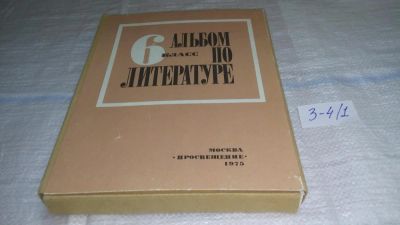 6
КЛАСС
АЛЬБОМ
ПО
ЛИТЕРАТУРЕ
МОСКВА
«ПРОСВЕЩЕНИЕ»
1975
3-4/1